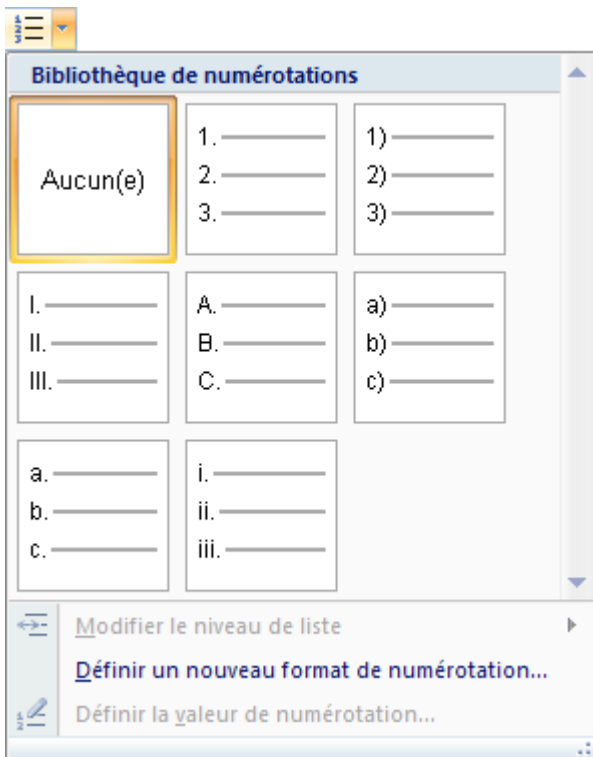 Bibliothèque de numérotations
Aucun(e)
1.
2.
3.
1)
2)
3)
I.
II.
III.
A.
B.
C.
a)
b)
c)
a.
b.
c.
i.
ii.
iii.
Modifier le niveau de liste
Définir un nouveau format de numérotation...
Définir la valeur de numérotation...